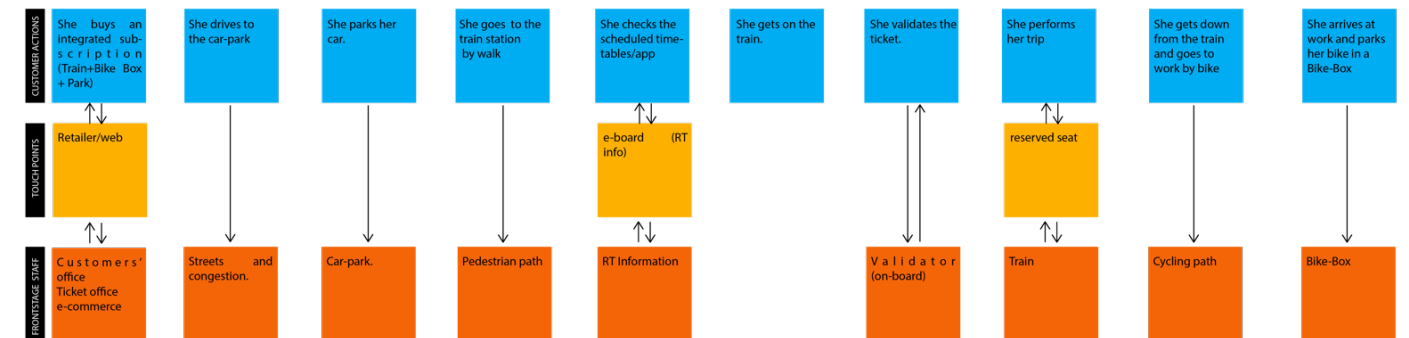 CUSTOMER ACTIONS
She buys an
integrated sub-
scription
(Train+Bike Box
+ Park)
She drives to
the car-park
She parks her
car.
She goes to the
train station
by walk
She checks the
scheduled time-
tables/app
She gets on the
train.
She validates the
ticket.
She performs
her trip
She gets down
from the train
and goes to
work by bike
She arrives at
work and parks
her bike in a
Bike-Box
TOUCH POINTS
Retailer/web
e-board (RT
info)
reserved seat
FRONTSTAGE STAFF
Customers'
office
Ticket office
e-commerce
Streets and
congestion.
Car-park.
Pedestrian path
RT Information
Validator
(on-board)
Train
Cycling path
Bike-Box